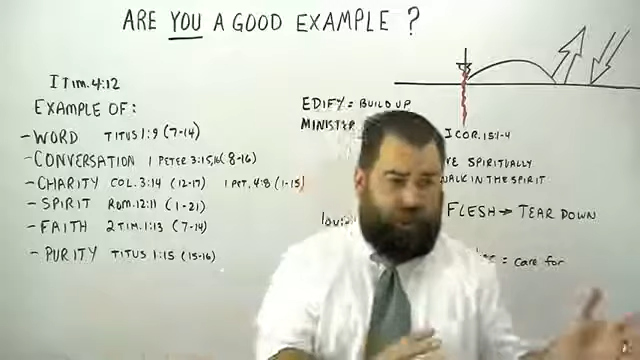 ARE YOU A GOOD EXAMPLE ?
I TIM. 4:12
EXAMPLE OF:
- WORD TITUS 1:9 (7-14)
- CONVERSATION 1 PETER 3:15,16 (8-16)
- CHARITY COL. 3:14 (12-17) 1 PET. 4:8 (1-15)
- SPIRIT ROM. 12:11 (1-21)
- FAITH 2 TIM. 1:13 (7-14)
- PURITY TITUS 1:15 (15-16)
EDIFY = BUILD UP
MINISTER
I COR. 15:1-4
SPIRITUALLY
WALK IN THE SPIRIT
FLESH → TEAR DOWN
= care for